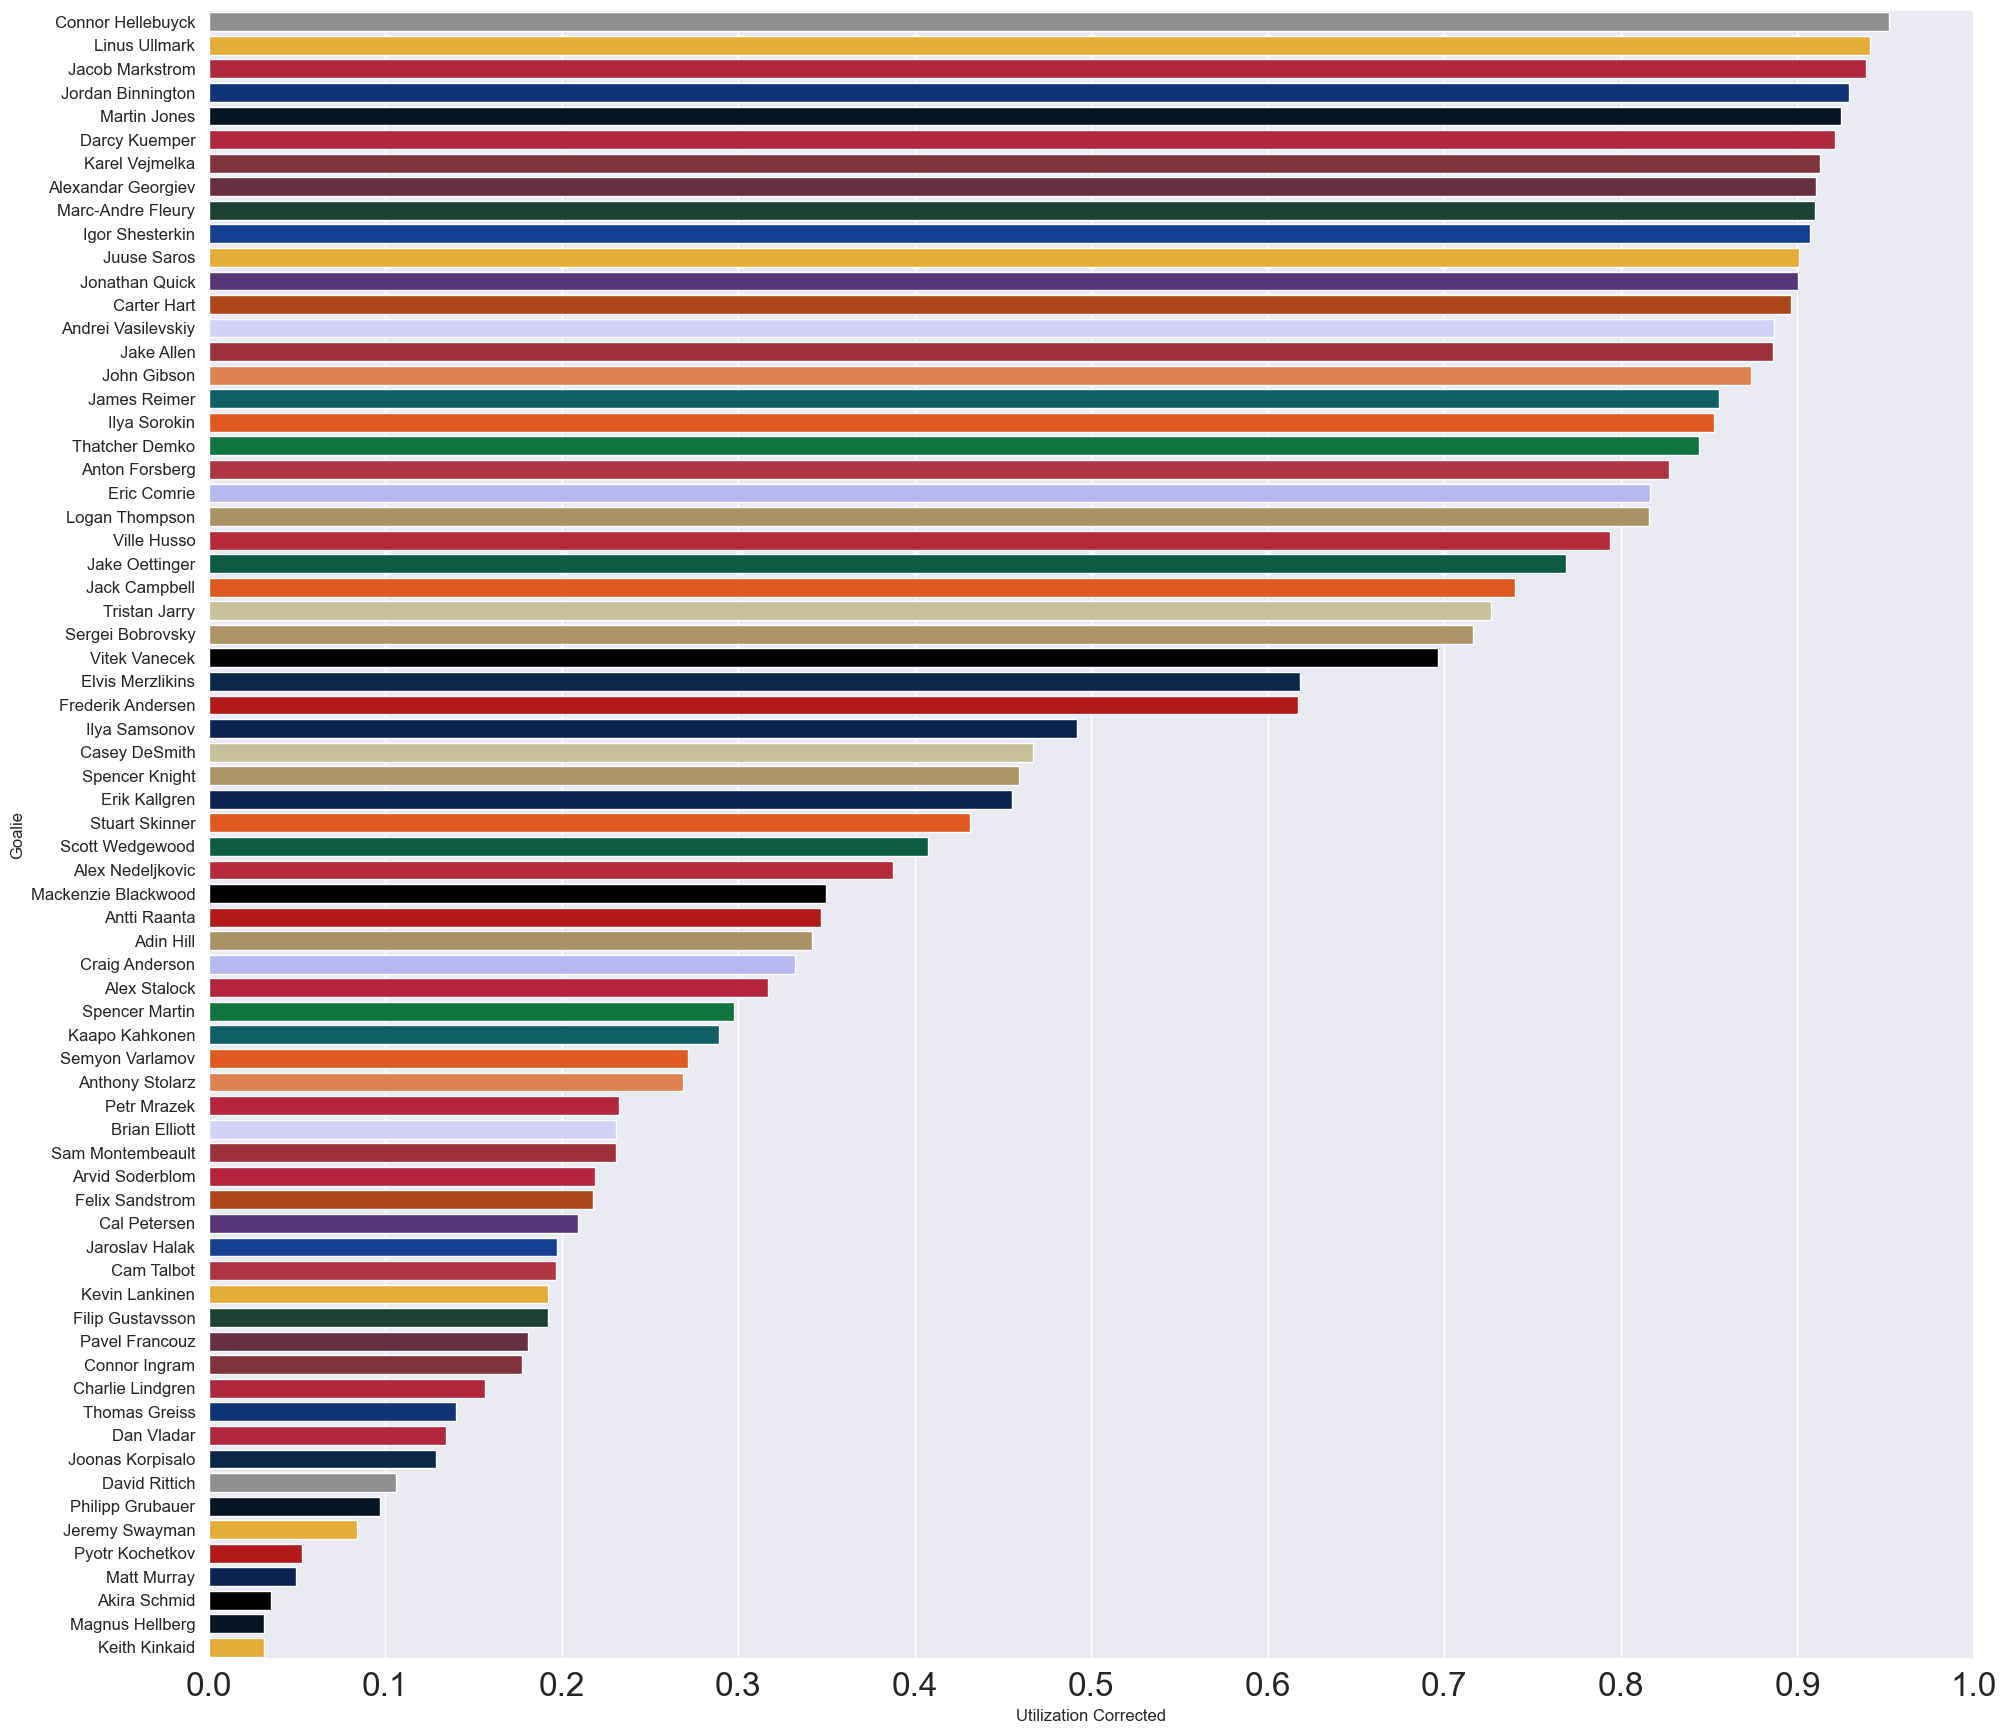 Connor Hellebuyck
Linus Ullmark
Jacob Markstrom
Jordan Binnington
Martin Jones
Darcy Kuemper
Karel Vejmelka
Alexandar Georgiev
Marc-Andre Fleury
Igor Shesterkin
Juuse Saros
Jonathan Quick
Carter Hart
Andrei Vasilevskiy
Jake Allen
John Gibson
James Reimer
Ilya Sorokin
Thatcher Demko
Anton Forsberg
Eric Comrie
Logan Thompson
Ville Husso
Jake Oettinger
Jack Campbell
Tristan Jarry
Sergei Bobrovsky
Vitek Vanecek
Elvis Merzlikins
Frederik Andersen
Ilya Samsonov
Casey DeSmith
Spencer Knight
Erik Kallgren
Stuart Skinner
Scott Wedgewood
Alex Nedeljkovic
Mackenzie Blackwood
Antti Raanta
Adin Hill
Craig Anderson
Alex Stalock
Spencer Martin
Kaapo Kahkonen
Semyon Varlamov
Anthony Stolarz
Petr Mrazek
Brian Elliott
Sam Montembeault
Arvid Soderblom
Felix Sandstrom
Cal Petersen
Jaroslav Halak
Cam Talbot
Kevin Lankinen
Filip Gustavsson
Pavel Francouz
Connor Ingram
Charlie Lindgren
Thomas Greiss
Dan Vladar
Joonas Korpisalo
David Rittich
Philipp Grubauer
Jeremy Swayman
Pyotr Kochetkov
Matt Murray
Akira Schmid
Magnus Hellberg
Keith Kinkaid
Goalie
0.0 0.1 0.2 0.3 0.4 0.5 0.6 0.7 0.8 0.9 1.0
Utilization Corrected